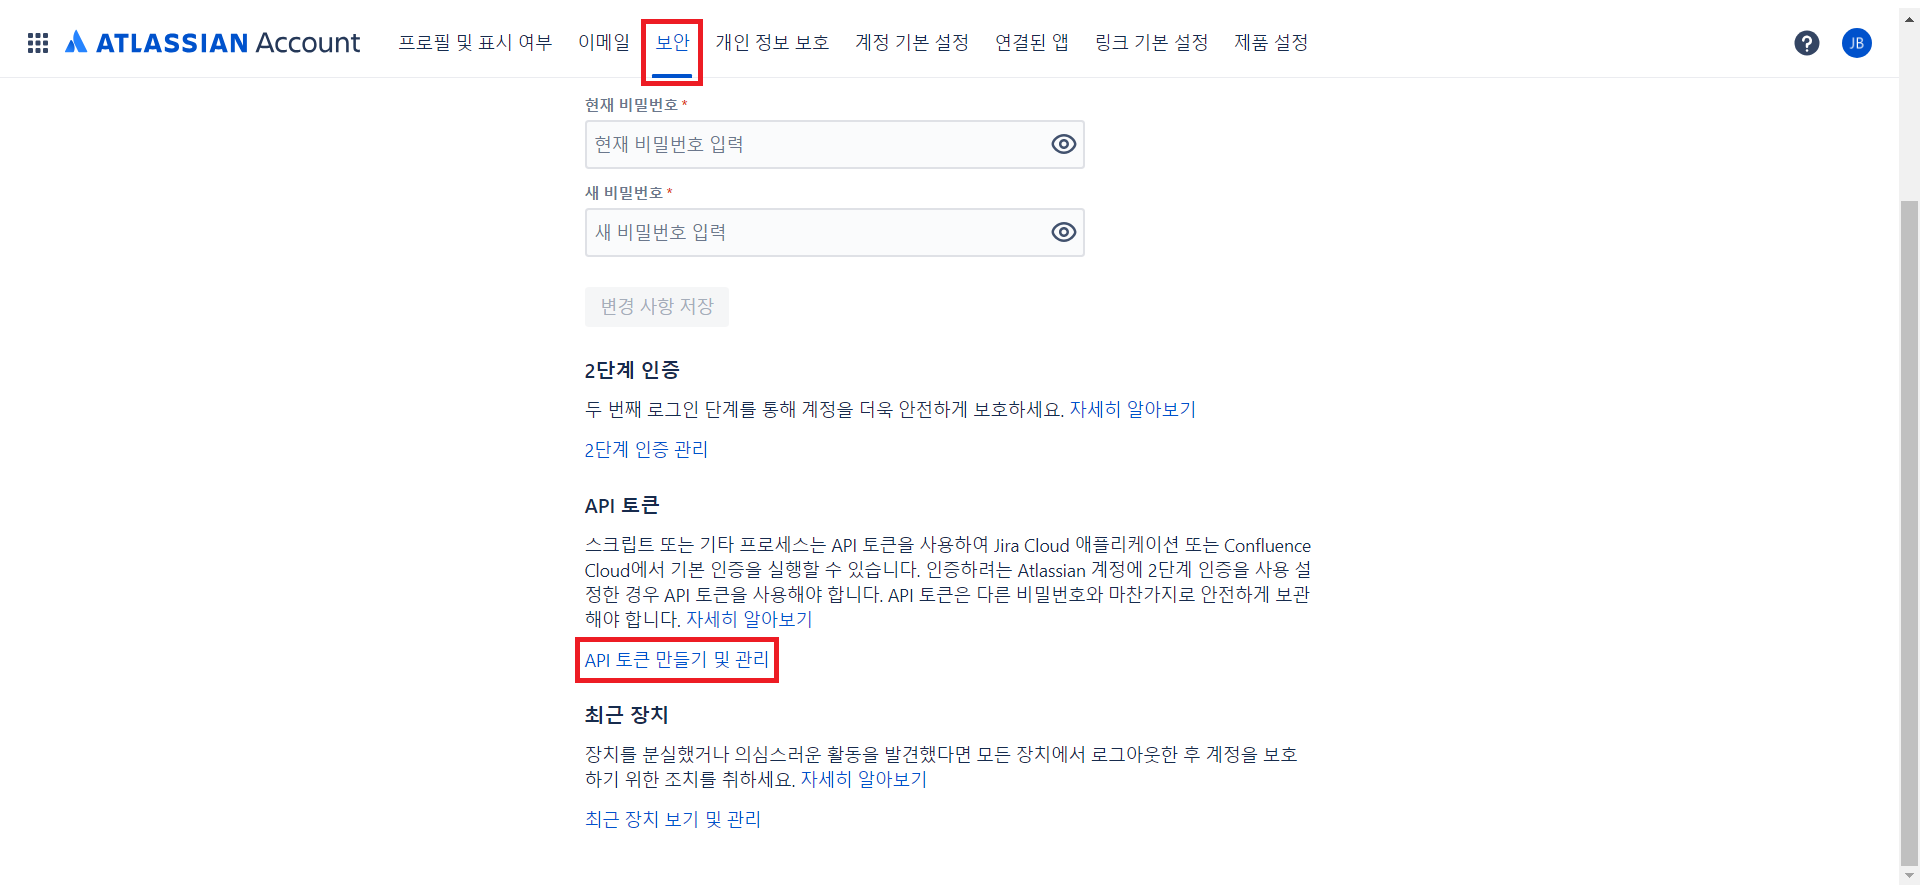 ATLASSIAN Account 프로필 및 표시 여부 이메일 보안 개인 정보 보호 계정 기본 설정 연결된 앱 링크 기본 설정 제품 설정 ? JB
현재 비밀번호 *
현재 비밀번호 입력
새 비밀번호 *
새 비밀번호 입력
변경 사항 저장
2단계 인증
두 번째 로그인 단계를 통해 계정을 더욱 안전하게 보호하세요. 자세히 알아보기
2단계 인증 관리
API 토큰
스크립트 또는 기타 프로세스는 API 토큰을 사용하여 Jira Cloud 애플리케이션 또는 Confluence
Cloud에서 기본 인증을 실행할 수 있습니다. 인증하려는 Atlassian 계정에 2단계 인증을 사용 설
정한 경우 API 토큰을 사용해야 합니다. API 토큰은 다른 비밀번호와 마찬가지로 안전하게 보관
해야 합니다. 자세히 알아보기
API 토큰 만들기 및 관리
최근 장치
장치를 분실했거나 의심스러운 활동을 발견했다면 모든 장치에서 로그아웃한 후 계정을 보호
하기 위한 조치를 취하세요. 자세히 알아보기
최근 장치 보기 및 관리